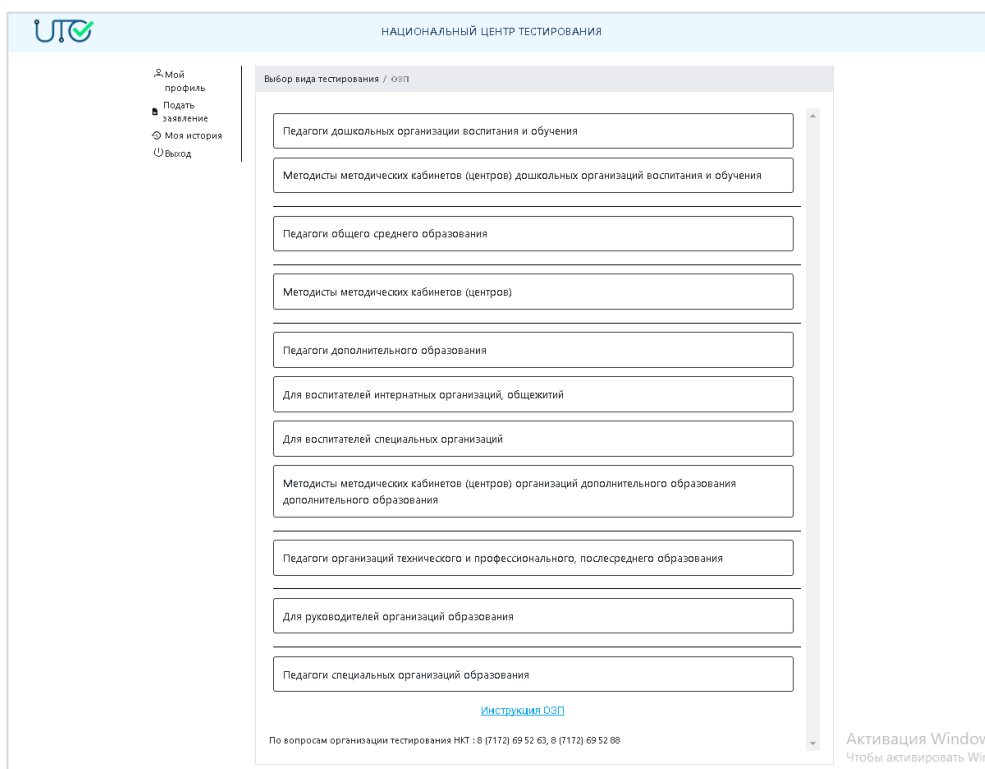 UTO
НАЦИОНАЛЬНЫЙ ЦЕНТР ТЕСТИРОВАНИЯ
Мой
профиль
Подать
заявление
Моя история
Выход
Выбор вида тестирования / ОЗП
Педагоги дошкольных организации воспитания и обучения
Методисты методических кабинетов (центров) дошкольных организаций воспитания и обучения
Педагоги общего среднего образования
Методисты методических кабинетов (центров)
Педагоги дополнительного образования
Для воспитателей интернатных организаций, общежитий
Для воспитателей специальных организаций
Методисты методических кабинетов (центров) организаций дополнительного образования
дополнительного образования
Педагоги организаций технического и профессионального, послесреднего образования
Для руководителей организаций образования
Педагоги специальных организаций образования
Инструкция ОЗП
По вопросам организации тестирования НКТ : 8 (7172) 69 52 63, 8 (7172) 69 52 88
Активация Window
Чтобы активировать Win